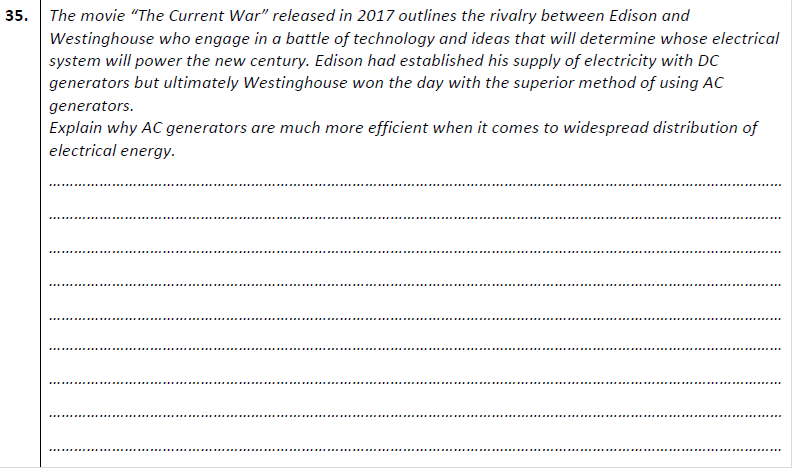 35. The movie “The Current War” released in 2017 outlines the rivalry between Edison and
Westinghouse who engage in a battle of technology and ideas that will determine whose electrical
system will power the new century. Edison had established his supply of electricity with DC
generators but ultimately Westinghouse won the day with the superior method of using AC
generators.
Explain why AC generators are much more efficient when it comes to widespread distribution of
electrical energy.